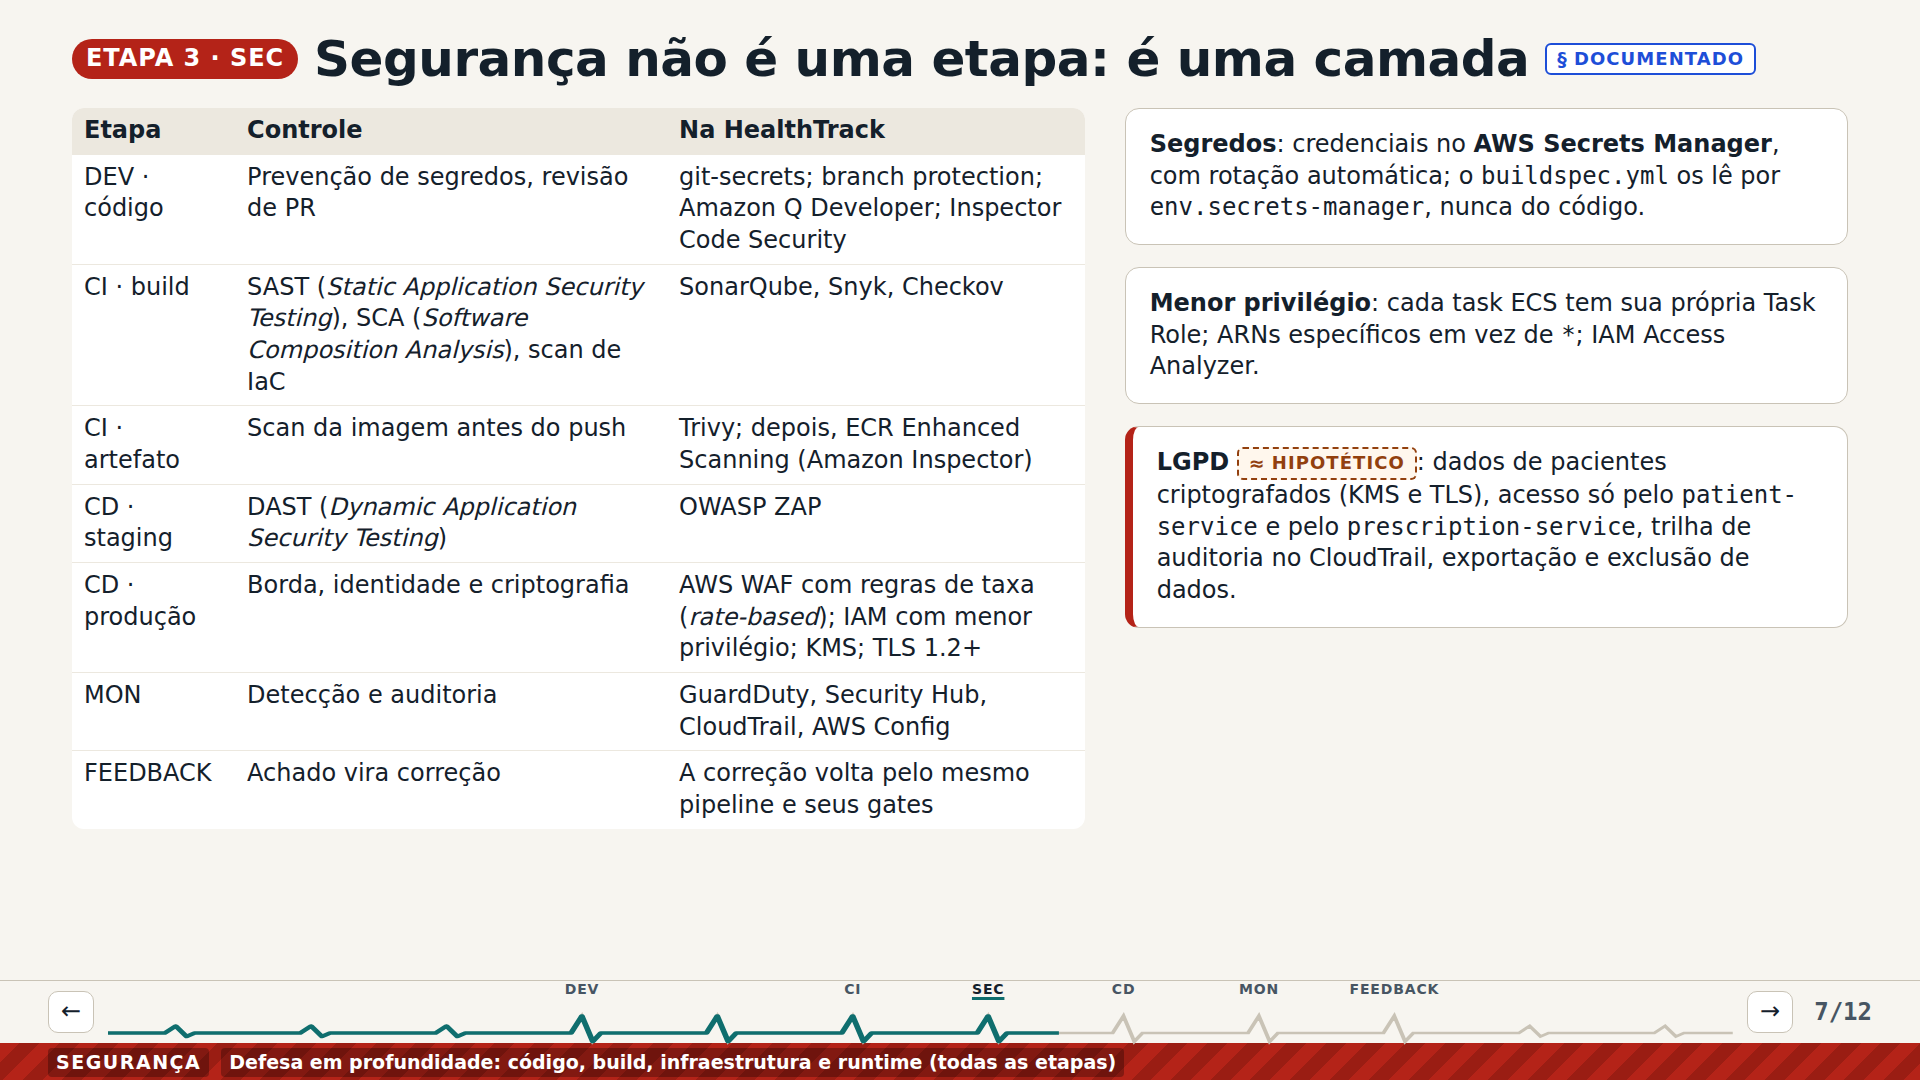 ETAPA 3 · SEC Segurança não é uma etapa: é uma camada § DOCUMENTADO
Etapa Controle Na HealthTrack
DEV · código
Prevenção de segredos, revisão de PR
git-secrets; branch protection;
Amazon Q Developer; Inspector
Code Security
CI · build
SAST (Static Application Security
Testing), SCA (Software
Composition Analysis), scan de
IaC
SonarQube, Snyk, Checkov
CI ·
artefato
Scan da imagem antes do push
Trivy; depois, ECR Enhanced
Scanning (Amazon Inspector)
CD ·
staging
DAST (Dynamic Application
Security Testing)
OWASP ZAP
CD ·
produção
Borda, identidade e criptografia
AWS WAF com regras de taxa
(rate-based); IAM com menor
privilégio; KMS; TLS 1.2+
MON
Detecção e auditoria
GuardDuty, Security Hub,
CloudTrail, AWS Config
FEEDBACK
Achado vira correção
A correção volta pelo mesmo
pipeline e seus gates
Segredos: credenciais no AWS Secrets Manager,
com rotação automática; o buildspec.yml os lê por
env.secrets-manager, nunca do código.
Menor privilégio: cada task ECS tem sua própria Task
Role; ARNs específicos em vez de *; IAM Access
Analyzer.
LGPD ≈ HIPOTÉTICO: dados de pacientes
criptografados (KMS e TLS), acesso só pelo patient-
service e pelo prescription-service, trilha de
auditoria no CloudTrail, exportação e exclusão de
dados.
← DEV CI SEC CD MON FEEDBACK → 7/12
SEGURANÇA Defesa em profundidade: código, build, infraestrutura e runtime (todas as etapas)